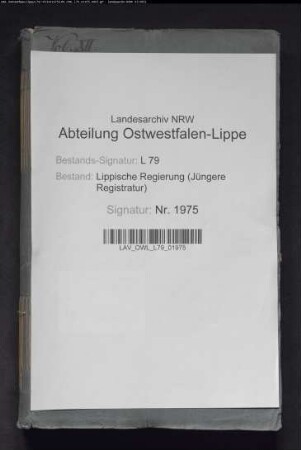 Landesarchiv NRW
Abteilung Ostwestfalen-Lippe
Bestands-Signatur: L 79
Bestand: Lippische Regierung (Jüngere
Registratur)
Signatur: Nr. 1975
LAV_OWL_L79_01975